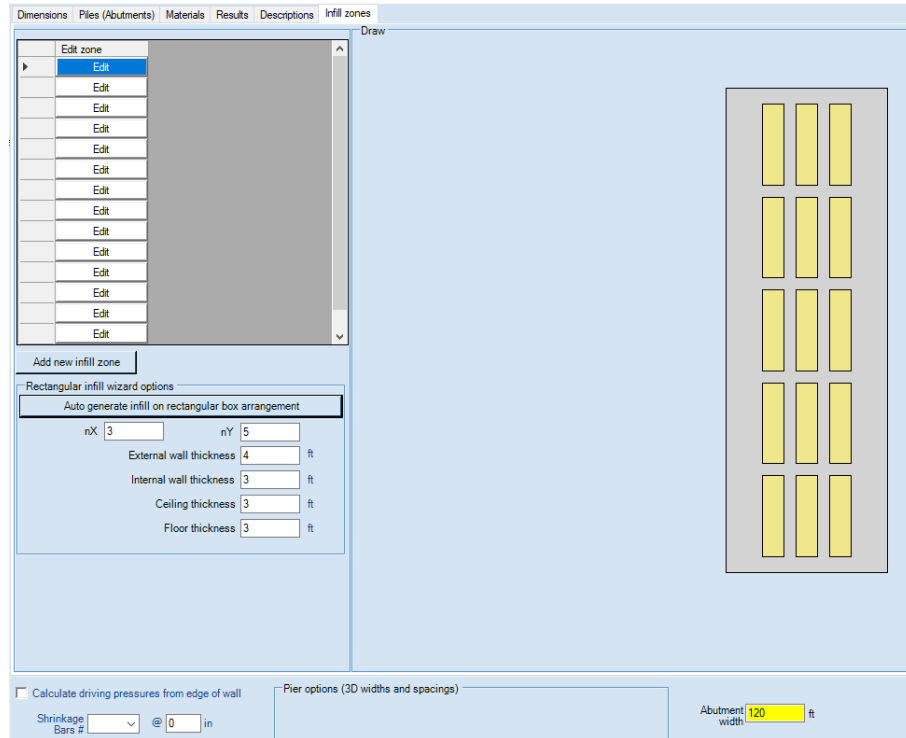 Dimensions Piles (Abutments) Materials Results Descriptions Infill zones
Draw
Edit zone
Edit
Edit
Edit
Edit
Edit
Edit
Edit
Edit
Edit
Edit
Edit
Edit
Edit
Edit
Add new infill zone
Rectangular infill wizard options
Auto generate infill on rectangular box arrangement
nX 3 nY 5
External wall thickness 4 ft
Internal wall thickness 3 ft
Ceiling thickness 3 ft
Floor thickness 3 ft
Calculate driving pressures from edge of wall
Pier options (3D widths and spacings)
Shrinkage
Bars # @ 0 in
Abutment
width 120 ft